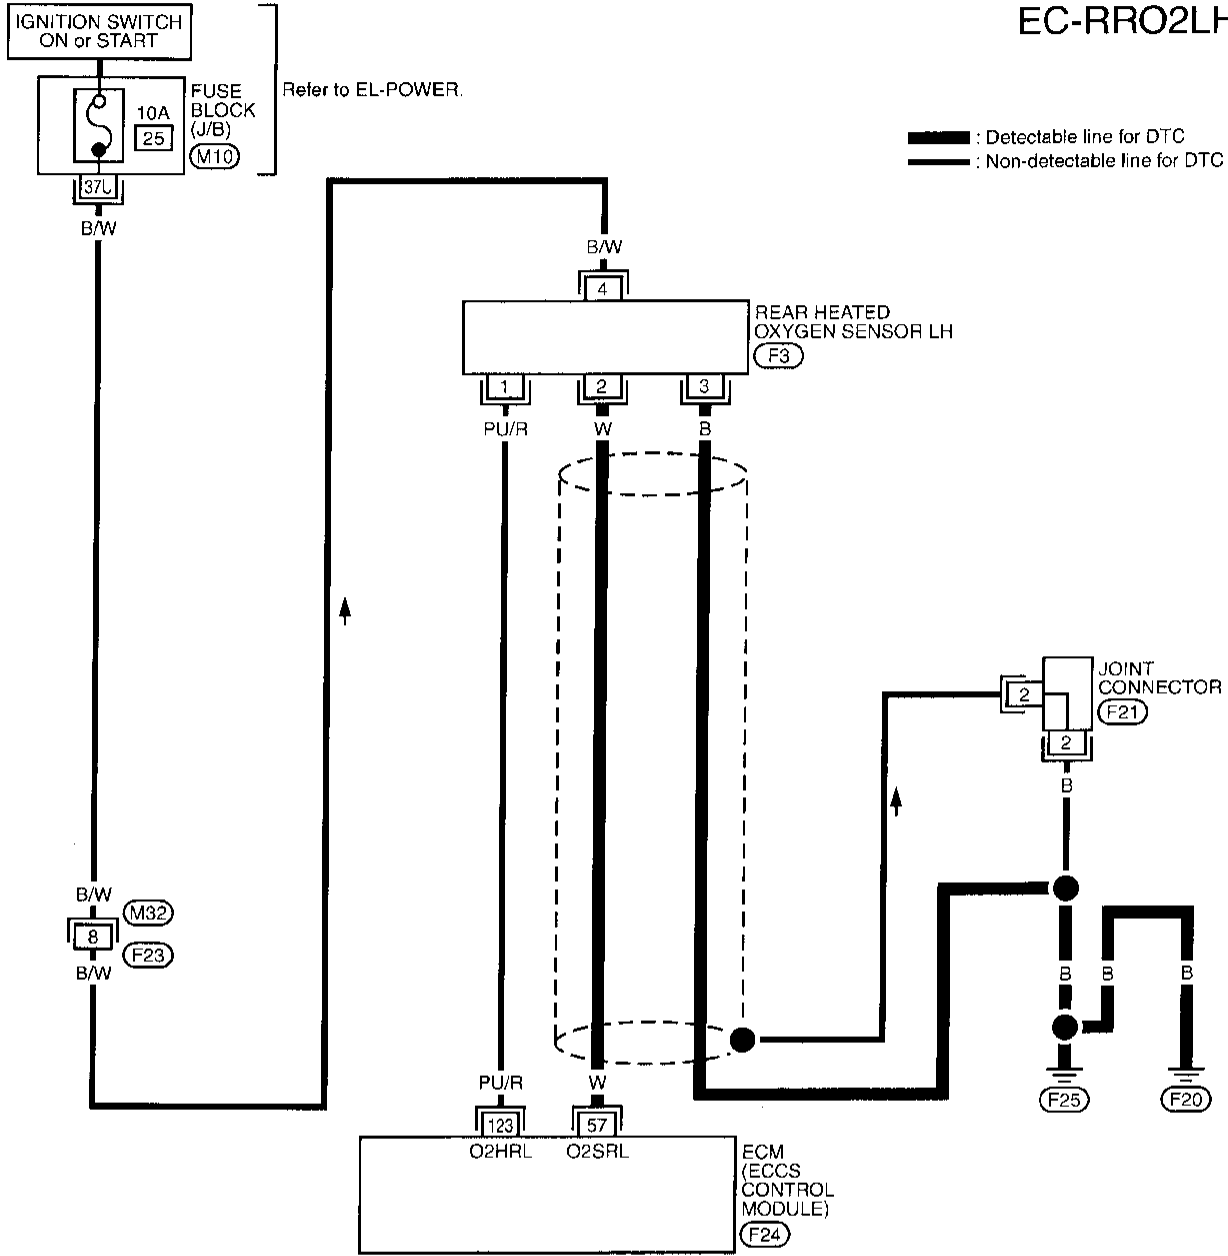 EC-RRO2LH
IGNITION SWITCH
ON or START
FUSE
BLOCK
(J/B)
M10
10A
25
Refer to EL-POWER.
: Detectable line for DTC
: Non-detectable line for DTC
37U
B/W
B/W
4
REAR HEATED
OXYGEN SENSOR LH
F3
1
2
3
PU/R
W
B
JOINT
CONNECTOR
F21
2
2
B
B/W
M32
8
F23
B/W
B
B
B
F25
F20
PU/R
W
123
57
O2HRL
O2SRL
ECM
(ECCS
CONTROL
MODULE)
F24